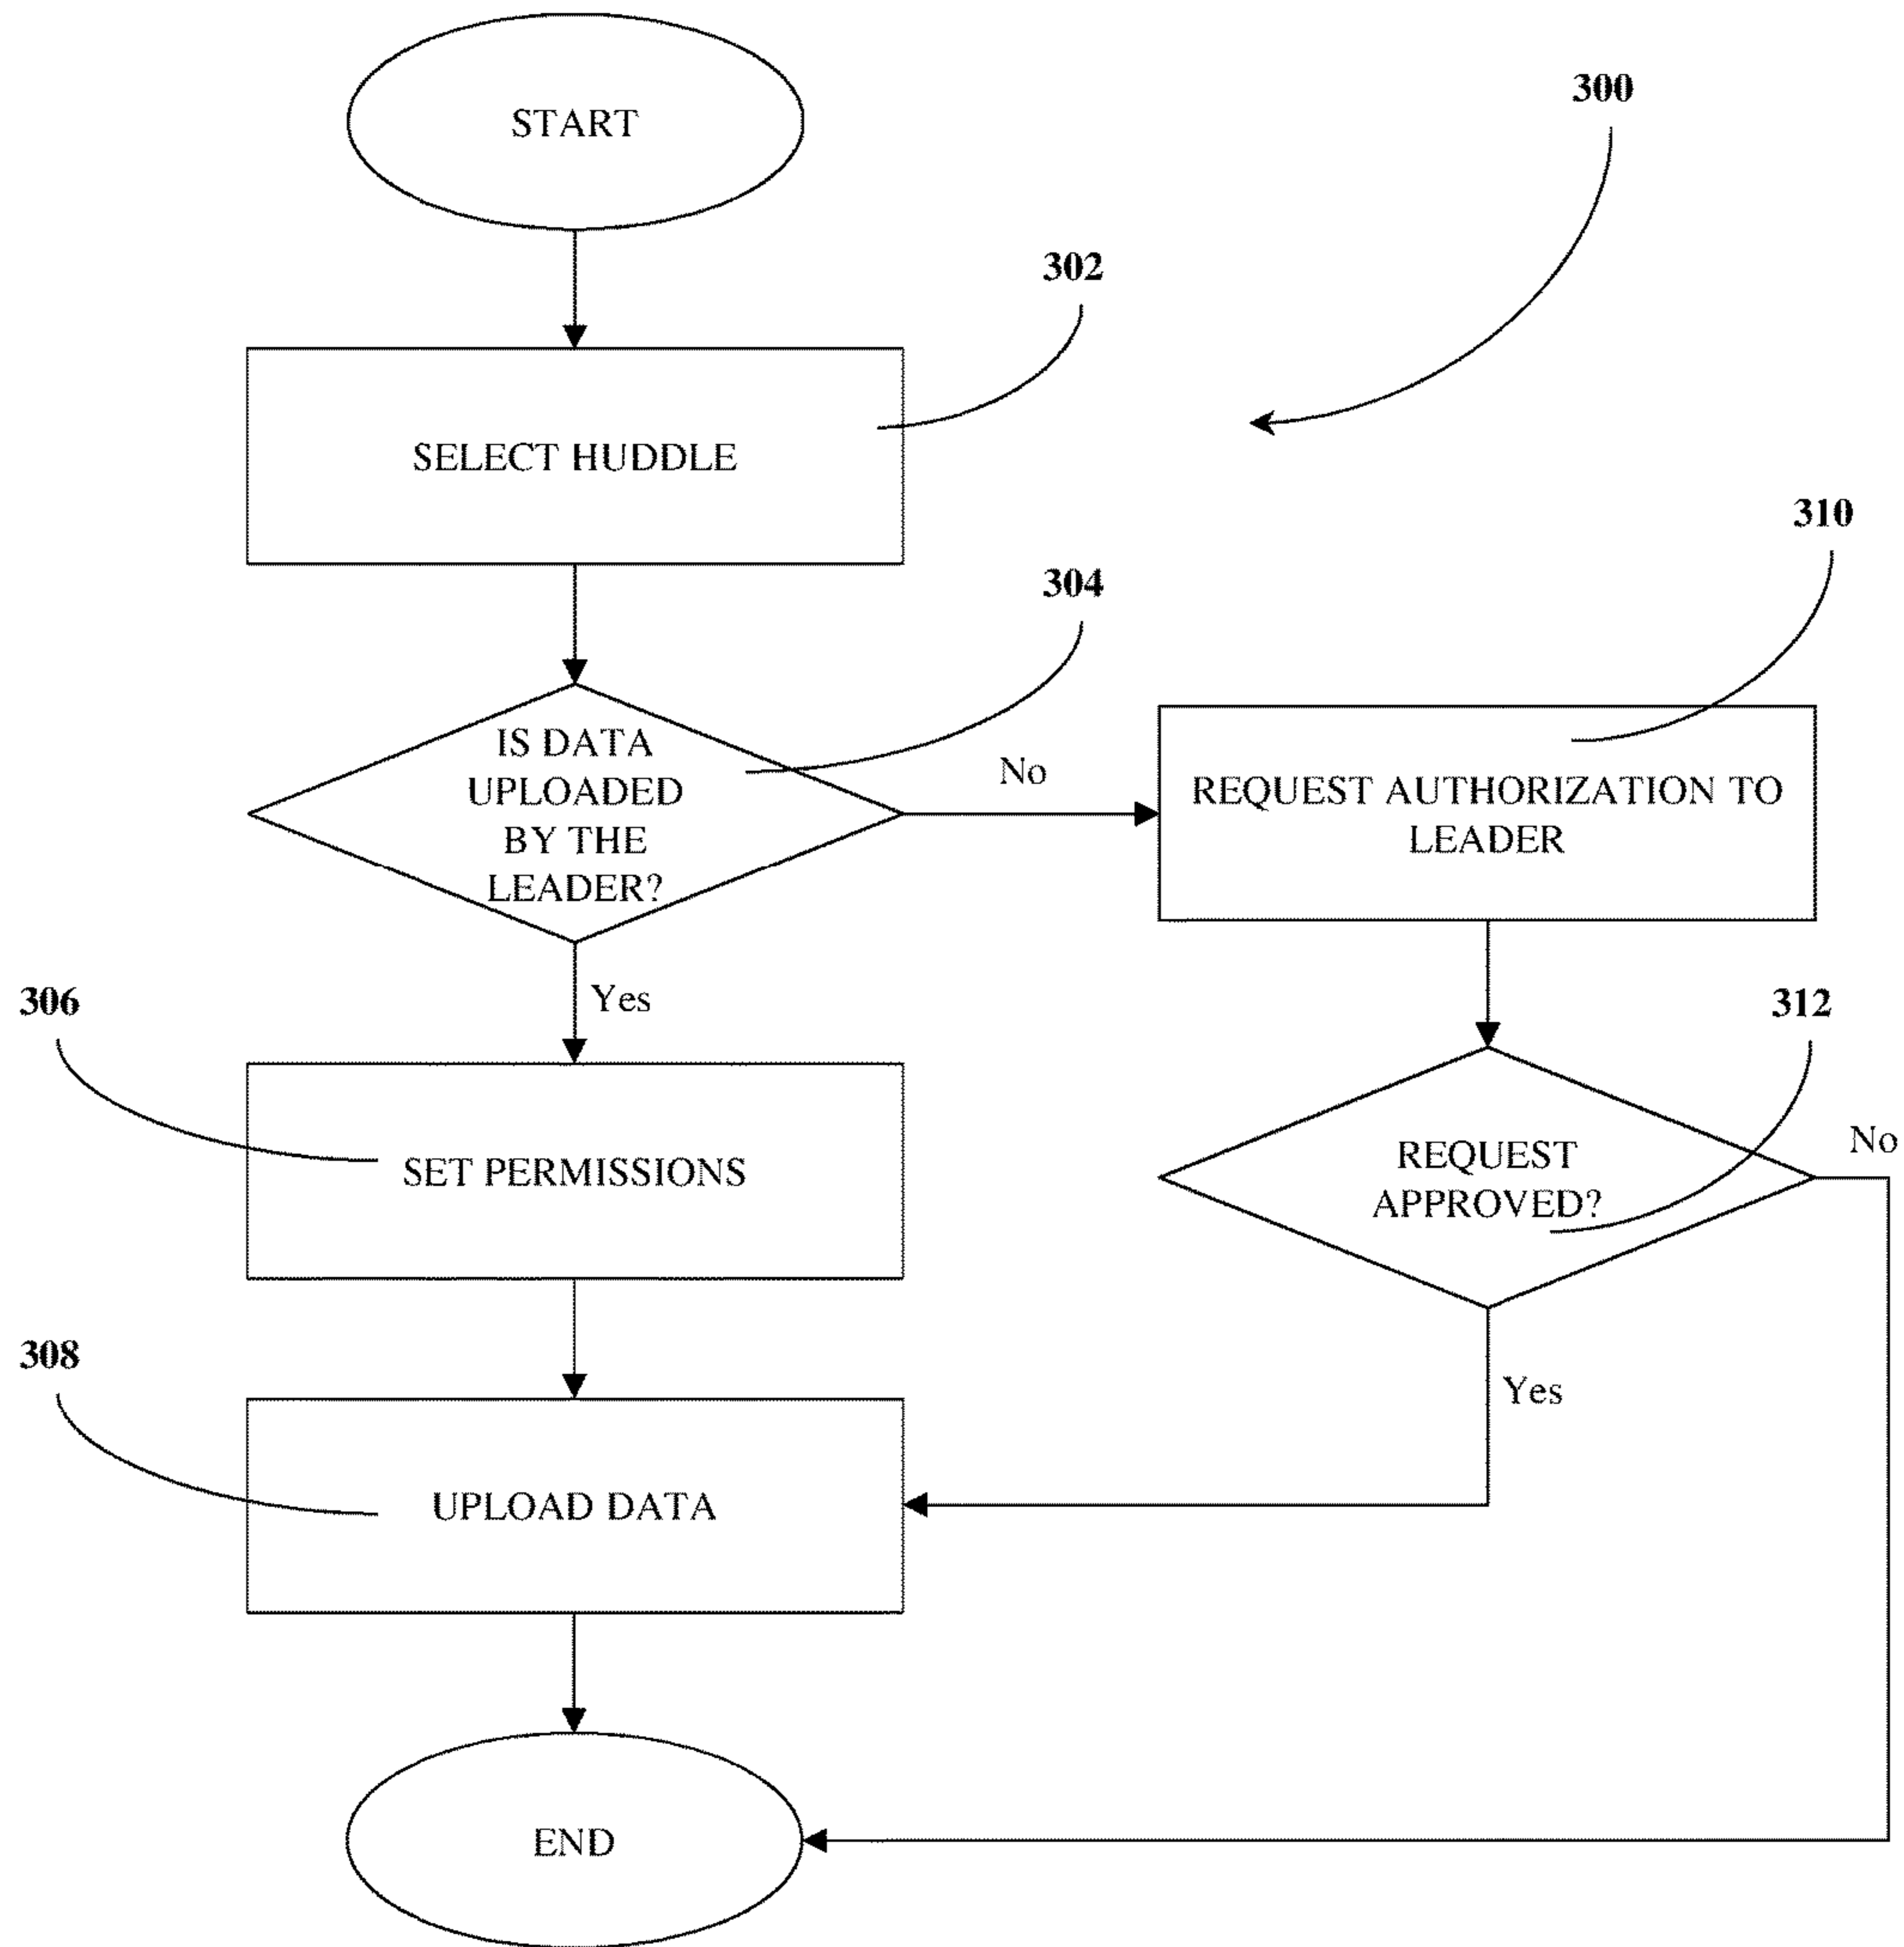 START
300
302
SELECT HUDDLE
310
304
IS DATA
UPLOADED
BY THE
LEADER?
No
REQUEST AUTHORIZATION TO
LEADER
306
Yes
312
SET PERMISSIONS
REQUEST
APPROVED?
No
308
Yes
UPLOAD DATA
END